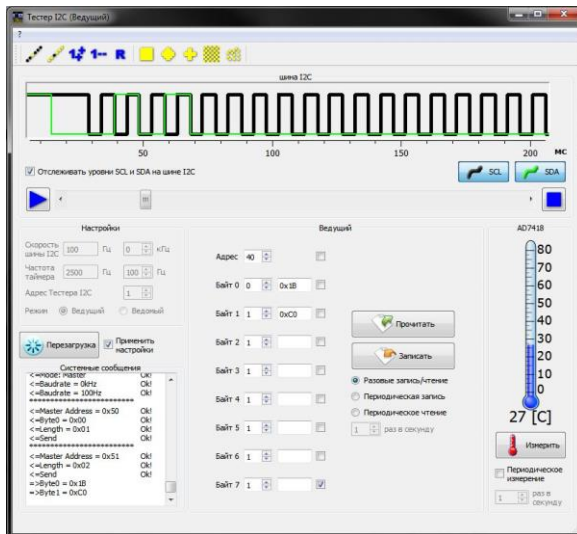 Тестер I2C (Ведущий)
?
R
шина I2C
50 100 150 200 мс
Отслеживать уровни SCL и SDA на шине I2C
SCL SDA
Настройки
Скорость шины I2C 100 Гц 0 кГц
Частота таймера 2500 Гц 100 Гц
Адрес Тестера I2C 1
Режим Ведущий Ведомый
Перезагрузка Применить настройки
Системные сообщения
<=Mode: Master Ok!
<=Baudrate = 0kHz Ok!
<=Baudrate = 100Hz Ok!
**************************
<=Master Address = 0x50 Ok!
<=Byte0 = 0x00 Ok!
<=Length = 0x01 Ok!
<=Send Ok!
**************************
<=Master Address = 0x51 Ok!
<=Length = 0x02 Ok!
<=Send Ok!
=>Byte0 = 0x1B
=>Byte1 = 0xC0
Ведущий
Адрес 40
Байт 0 0 0x1B
Байт 1 1 0xC0
Байт 2 1
Байт 3 1
Байт 4 1
Байт 5 1
Байт 6 1
Байт 7 1
Прочитать
Записать
Разовые запись/чтение
Периодическая запись
Периодическое чтение
1 раз в секунду
AD7418
80
70
60
50
40
30
20
10
0
27 [C]
Измерить
Периодическое измерение
1 раз в секунду